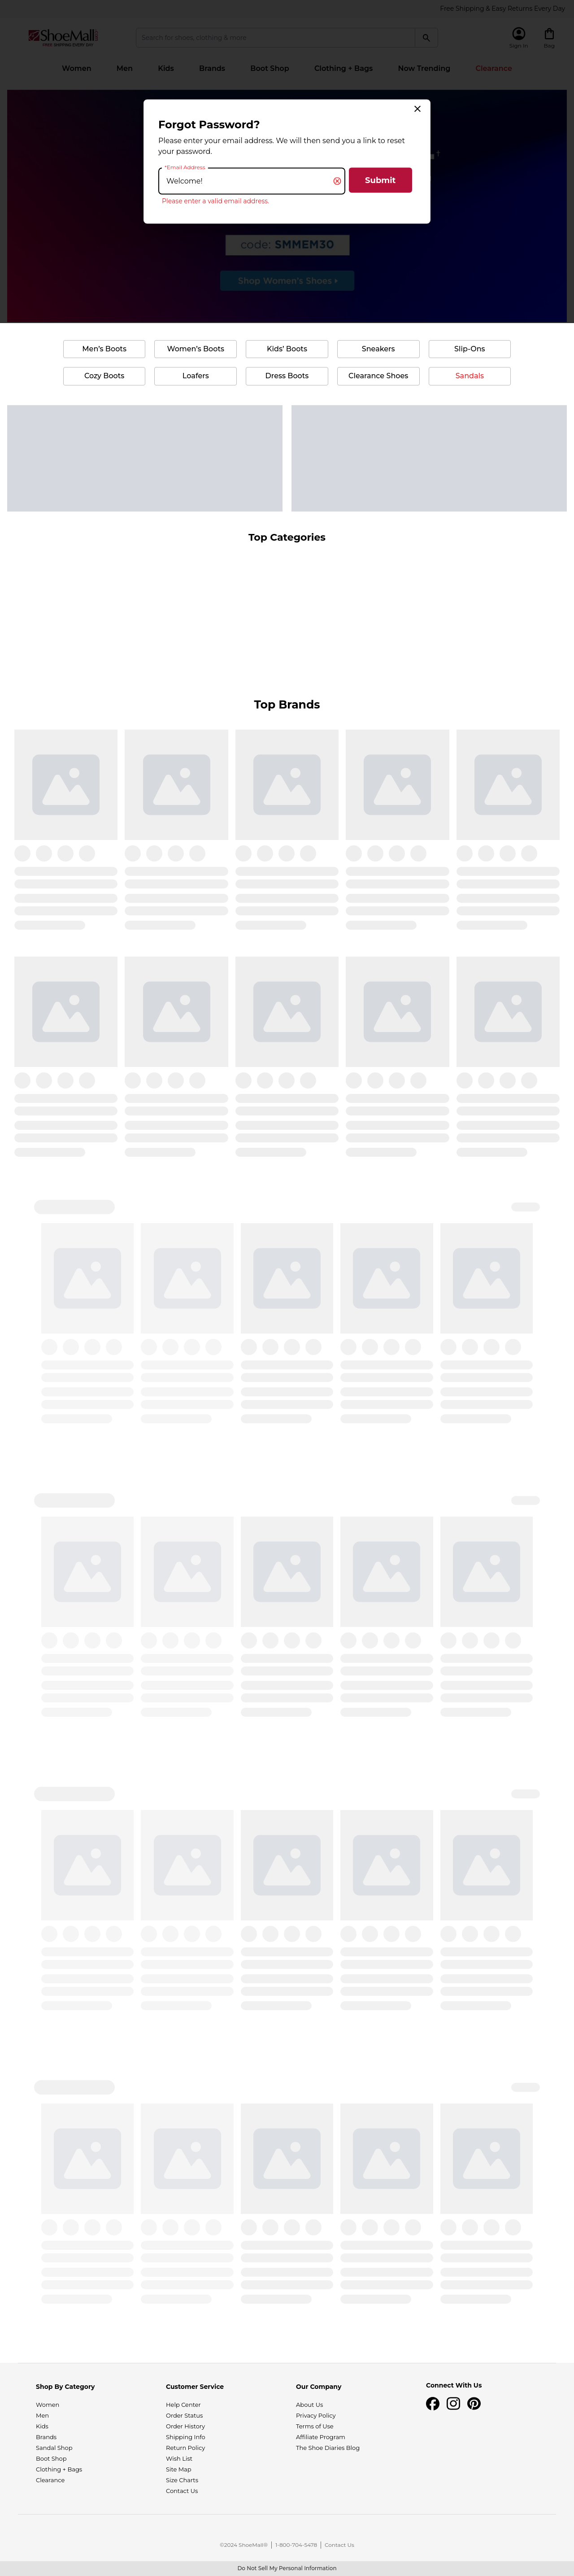 Free Shipping & Easy Returns Every Day
ShoeMall
FREE SHIPPING EVERY DAY
Search for shoes, clothing & more
Sign In
Bag
Women
Men
Kids
Brands
Boot Shop
Clothing + Bags
Now Trending
Clearance
Forgot Password?
Please enter your email address. We will then send you a link to reset
your password.
*Email Address
Welcome!
Submit
Please enter a valid email address.
code: SMMEM30
Shop Women's Shoes
Men's Boots
Women's Boots
Kids' Boots
Sneakers
Slip-Ons
Cozy Boots
Loafers
Dress Boots
Clearance Shoes
Sandals
Top Categories
Top Brands
Shop By Category
Women
Men
Kids
Brands
Sandal Shop
Boot Shop
Clothing + Bags
Clearance
Customer Service
Help Center
Order Status
Order History
Shipping Info
Return Policy
Wish List
Site Map
Size Charts
Contact Us
Our Company
About Us
Privacy Policy
Terms of Use
Affiliate Program
The Shoe Diaries Blog
Connect With Us
©2024 ShoeMall® | 1-800-704-5478 | Contact Us
Do Not Sell My Personal Information